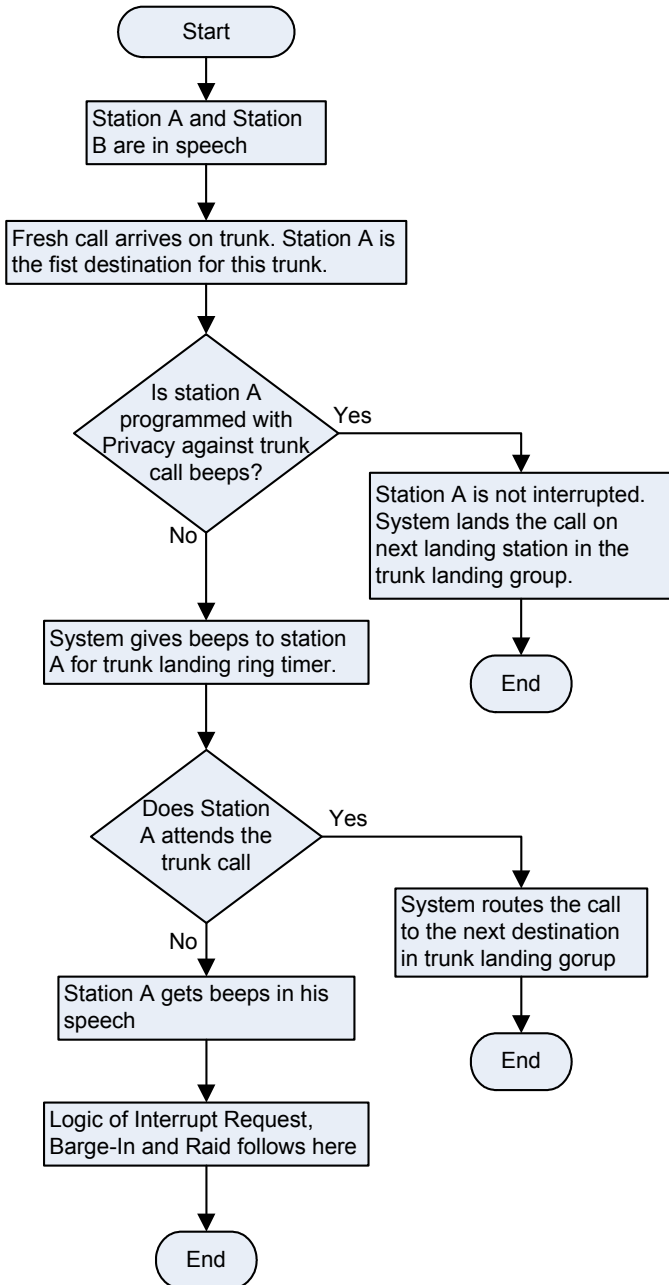 Start
Station A and Station
B are in speech
Fresh call arrives on trunk. Station A is
the fist destination for this trunk.
Is station A
programmed with
Privacy against trunk
call beeps?
Yes
No
Station A is not interrupted.
System lands the call on
next landing station in the
trunk landing group.
End
System gives beeps to station
A for trunk landing ring timer.
Does Station
A attends the
trunk call
Yes
No
System routes the call
to the next destination
in trunk landing gorup
End
Station A gets beeps in his
speech
Logic of Interrupt Request,
Barge-In and Raid follows here
End